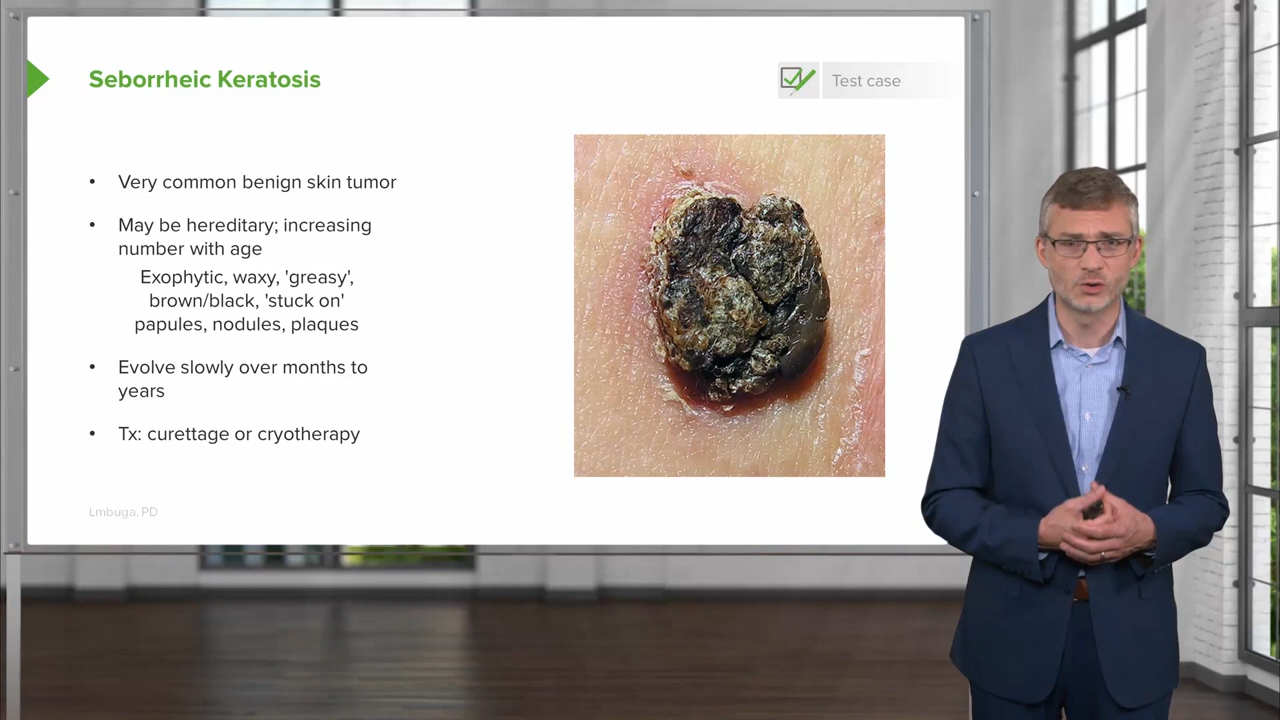 Seborrheic Keratosis
Test case
• Very common benign skin tumor
• May be hereditary; increasing
number with age
Exophytic, waxy, 'greasy',
brown/black, 'stuck on'
papules, nodules, plaques
• Evolve slowly over months to
years
• Tx: curettage or cryotherapy
Lmbuga, PD